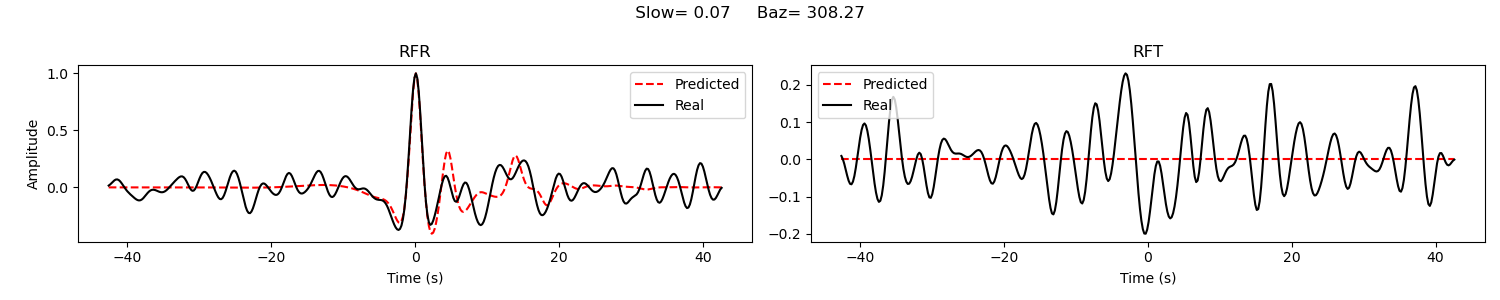 Slow= 0.07     Baz= 308.27
RFR
RFT
Amplitude
1.0
0.5
0.0
Predicted
Real
−40
−20
0
20
40
Time (s)
0.2
0.1
0.0
−0.1
−0.2
Predicted
Real
−40
−20
0
20
40
Time (s)